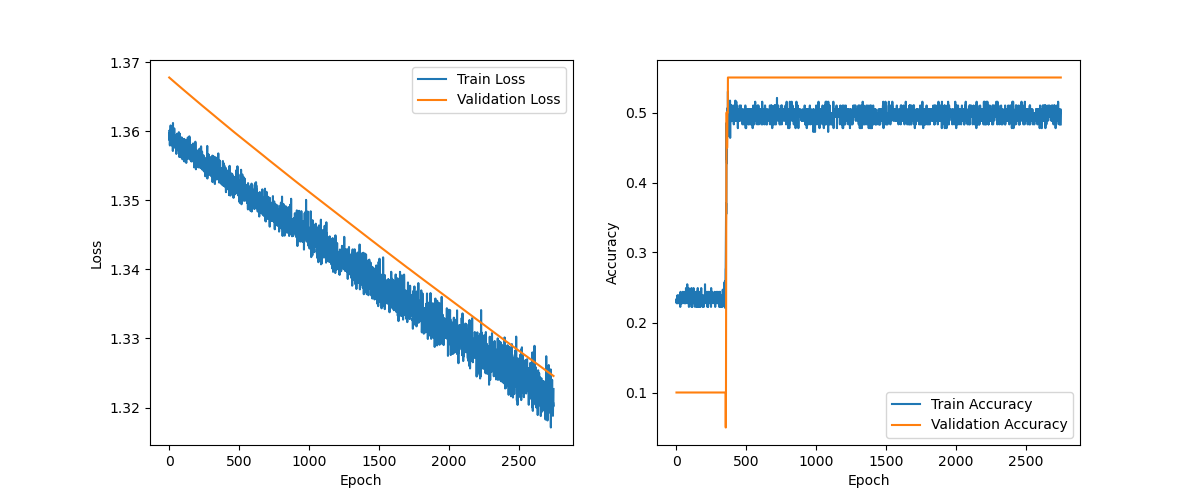 1.37
1.36
1.35
1.34
1.33
1.32
Loss
0 500 1000 1500 2000 2500
Epoch
Train Loss
Validation Loss
0.5
0.4
0.3
0.2
0.1
Accuracy
0 500 1000 1500 2000 2500
Epoch
Train Accuracy
Validation Accuracy